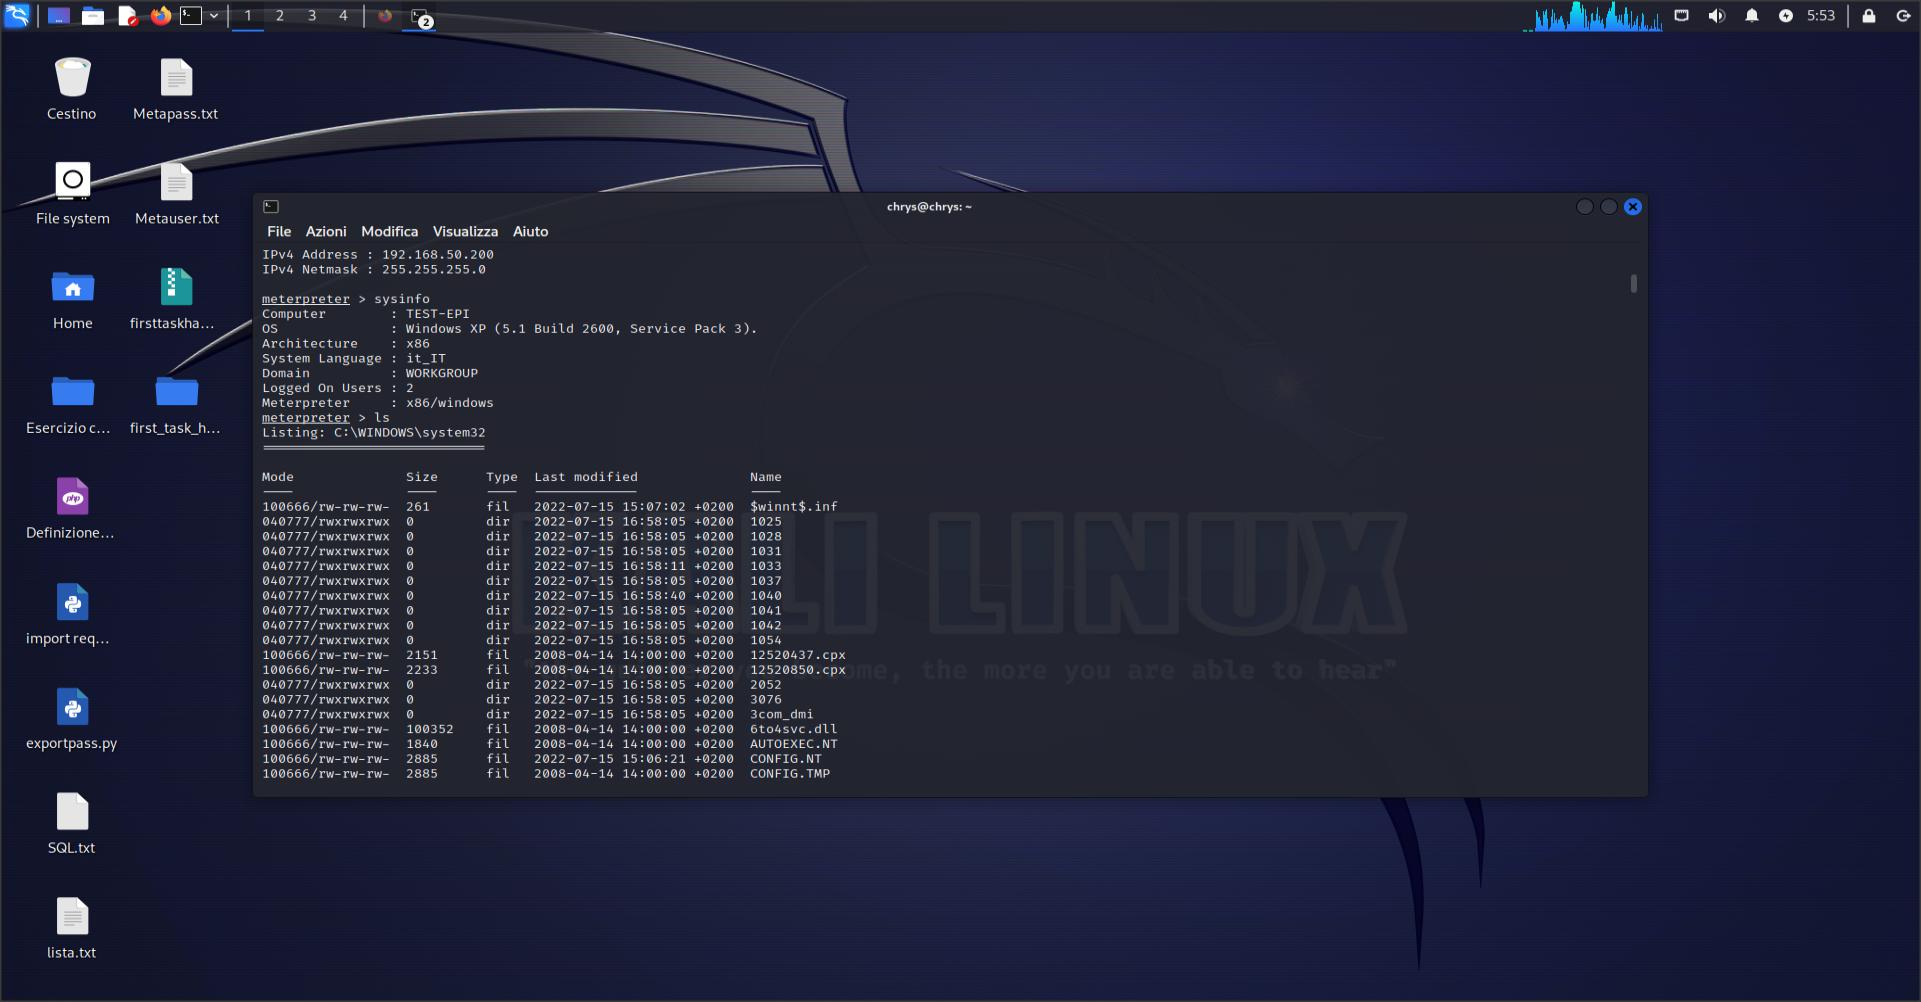 1 2 3 4
2
5:53
Cestino
Metapass.txt
File system
Metauser.txt
Home
firsttaskha...
Esercizio c...
first_task_h...
php
Definizione...
import req...
exportpass.py
SQL.txt
lista.txt
chrys@chrys: ~
File Azioni Modifica Visualizza Aiuto
IPv4 Address : 192.168.50.200
IPv4 Netmask : 255.255.255.0
meterpreter > sysinfo
Computer : TEST-EPI
OS : Windows XP (5.1 Build 2600, Service Pack 3).
Architecture : x86
System Language : it_IT
Domain : WORKGROUP
Logged On Users : 2
Meterpreter : x86/windows
meterpreter > ls
Listing: C:\WINDOWS\system32
Mode Size Type Last modified Name
100666/rw-rw-rw- 261 fil 2022-07-15 15:07:02 +0200 $winnt$.inf
040777/rwxrwxrwx 0 dir 2022-07-15 16:58:05 +0200 1025
040777/rwxrwxrwx 0 dir 2022-07-15 16:58:05 +0200 1028
040777/rwxrwxrwx 0 dir 2022-07-15 16:58:05 +0200 1031
040777/rwxrwxrwx 0 dir 2022-07-15 16:58:11 +0200 1033
040777/rwxrwxrwx 0 dir 2022-07-15 16:58:05 +0200 1037
040777/rwxrwxrwx 0 dir 2022-07-15 16:58:40 +0200 1040
040777/rwxrwxrwx 0 dir 2022-07-15 16:58:05 +0200 1041
040777/rwxrwxrwx 0 dir 2022-07-15 16:58:05 +0200 1042
040777/rwxrwxrwx 0 dir 2022-07-15 16:58:05 +0200 1054
100666/rw-rw-rw- 2151 fil 2008-04-14 14:00:00 +0200 12520437.cpx
100666/rw-rw-rw- 2233 fil 2008-04-14 14:00:00 +0200 12520850.cpx
040777/rwxrwxrwx 0 dir 2022-07-15 16:58:05 +0200 2052
040777/rwxrwxrwx 0 dir 2022-07-15 16:58:05 +0200 3076
040777/rwxrwxrwx 0 dir 2022-07-15 16:58:05 +0200 3com_dmi
100666/rw-rw-rw- 100352 fil 2008-04-14 14:00:00 +0200 6to4svc.dll
100666/rw-rw-rw- 1840 fil 2008-04-14 14:00:00 +0200 AUTOEXEC.NT
100666/rw-rw-rw- 2885 fil 2022-07-15 15:06:21 +0200 CONFIG.NT
100666/rw-rw-rw- 2885 fil 2008-04-14 14:00:00 +0200 CONFIG.TMP
LINUX
the more you are able to hear"